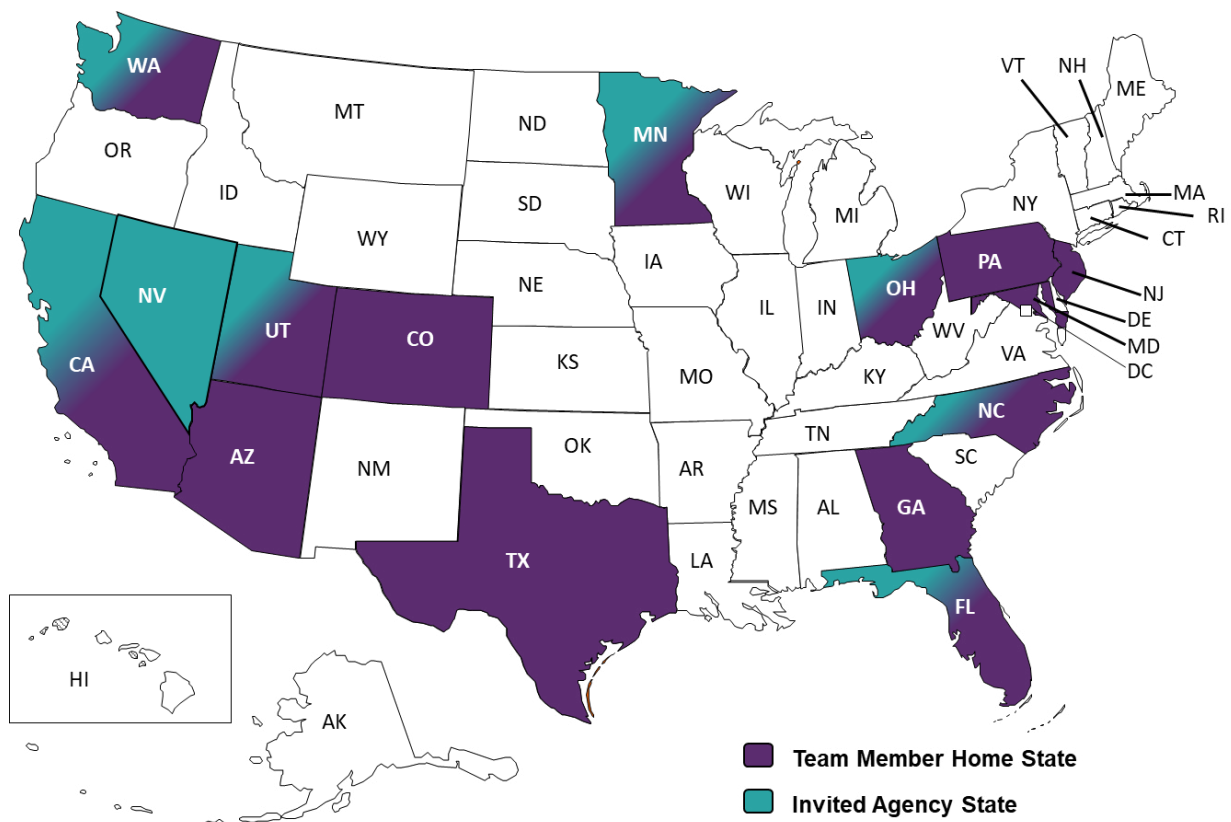 WA
MT
ND
MN
VT
NH
ME
OR
ID
SD
WI
MI
NY
MA
RI
CT
WY
IA
NE
PA
NV
UT
CO
IL
IN
OH
NJ
DE
MD
DC
CA
KS
MO
WV
VA
KY
AZ
NM
OK
AR
TN
NC
SC
MS
AL
GA
TX
LA
FL
HI
AK
Team Member Home State
Invited Agency State